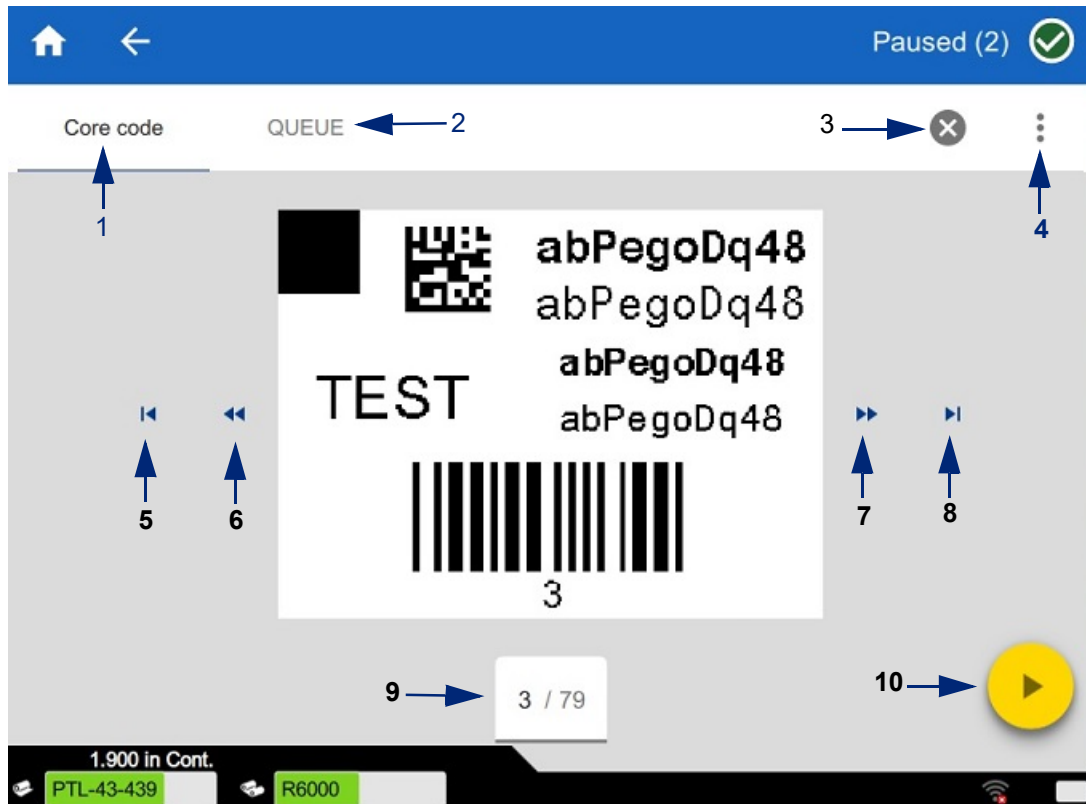 Paused (2)
Core code QUEUE 2 3
1 4
abPegoDq48
abPegoDq48
abPegoDq48
TEST
abPegoDq48
5 6 7 8
3
9 3 / 79 10
1.900 in Cont.
PTL-43-439 R6000